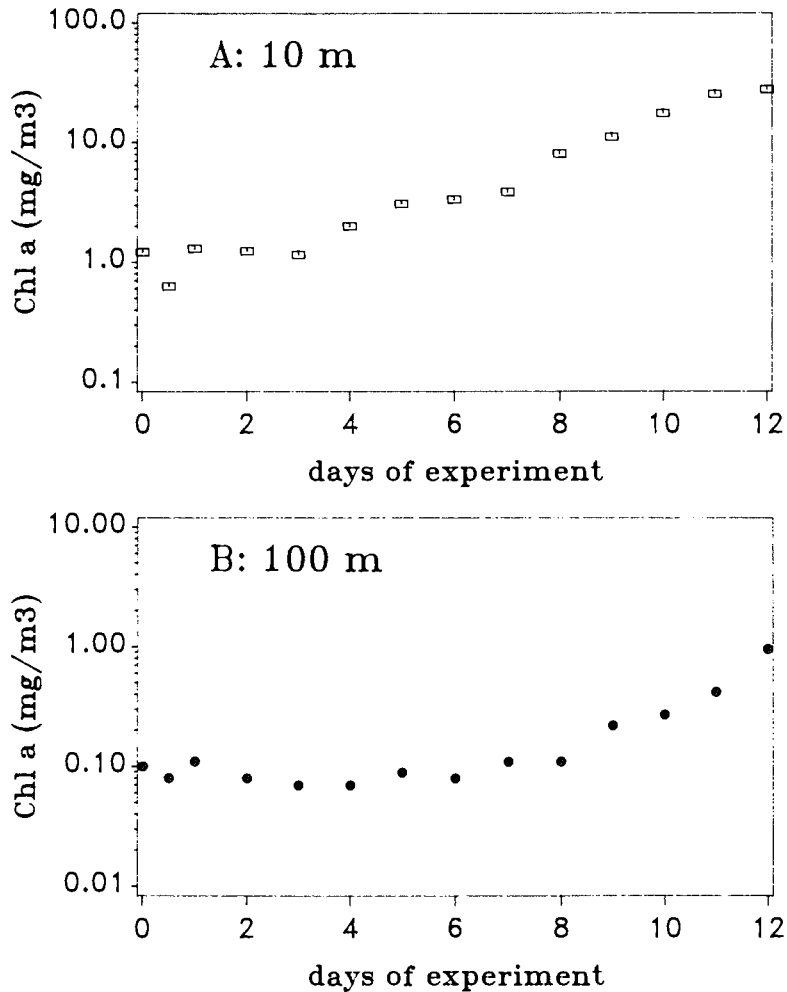 100.0
A: 10 m
10.0
1.0
0.1
Chl a (mg/m3)
0 2 4 6 8 10 12
days of experiment
10.00
B: 100 m
1.00
0.10
0.01
Chl a (mg/m3)
0 2 4 6 8 10 12
days of experiment